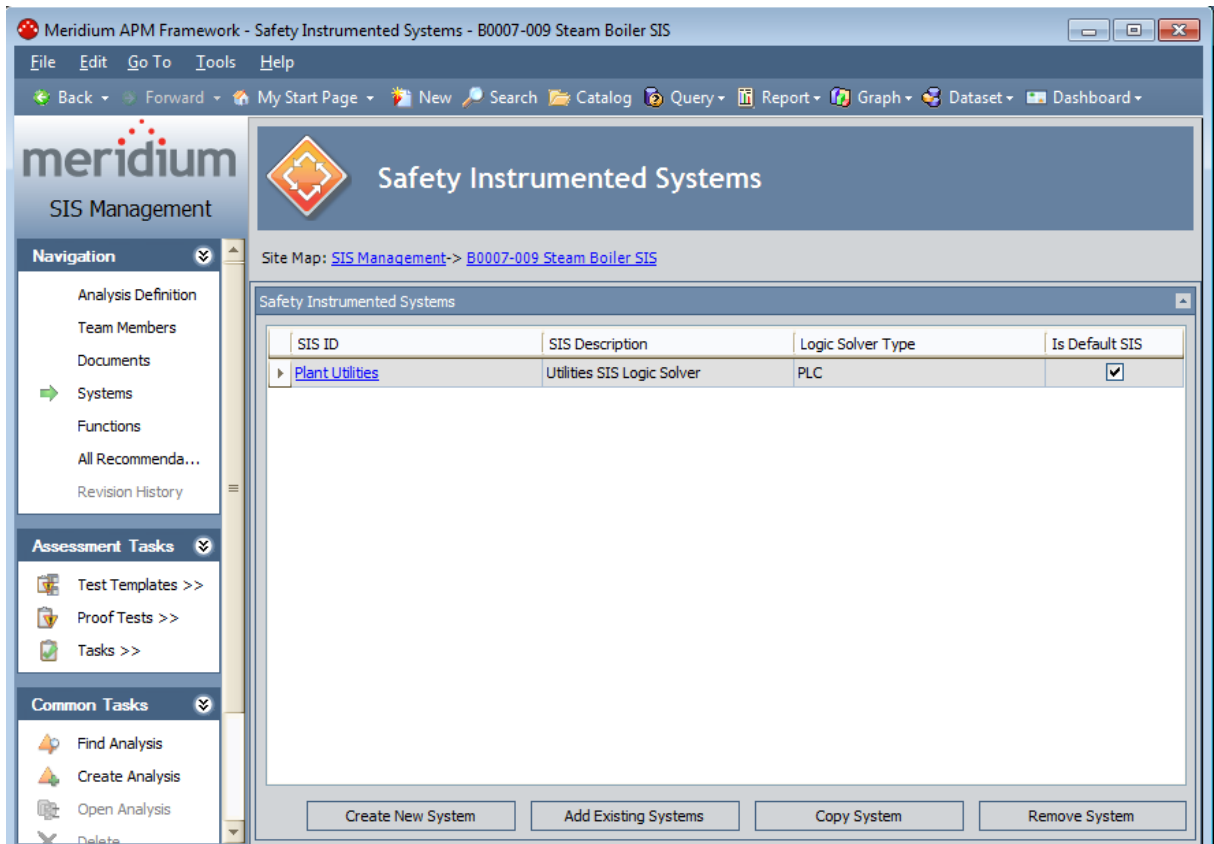 Meridium APM Framework - Safety Instrumented Systems - B0007-009 Steam Boiler SIS
File Edit Go To Tools Help
Back Forward My Start Page New Search Catalog Query Report Graph Dataset Dashboard
meridium
SIS Management
Safety Instrumented Systems
Site Map: SIS Management-> B0007-009 Steam Boiler SIS
Navigation
Analysis Definition
Team Members
Documents
Systems
Functions
All Recommenda...
Revision History
Assessment Tasks
Test Templates >>
Proof Tests >>
Tasks >>
Common Tasks
Find Analysis
Create Analysis
Open Analysis
Delete
Safety Instrumented Systems
SIS ID SIS Description Logic Solver Type Is Default SIS
Plant Utilities Utilities SIS Logic Solver PLC
Create New System Add Existing Systems Copy System Remove System